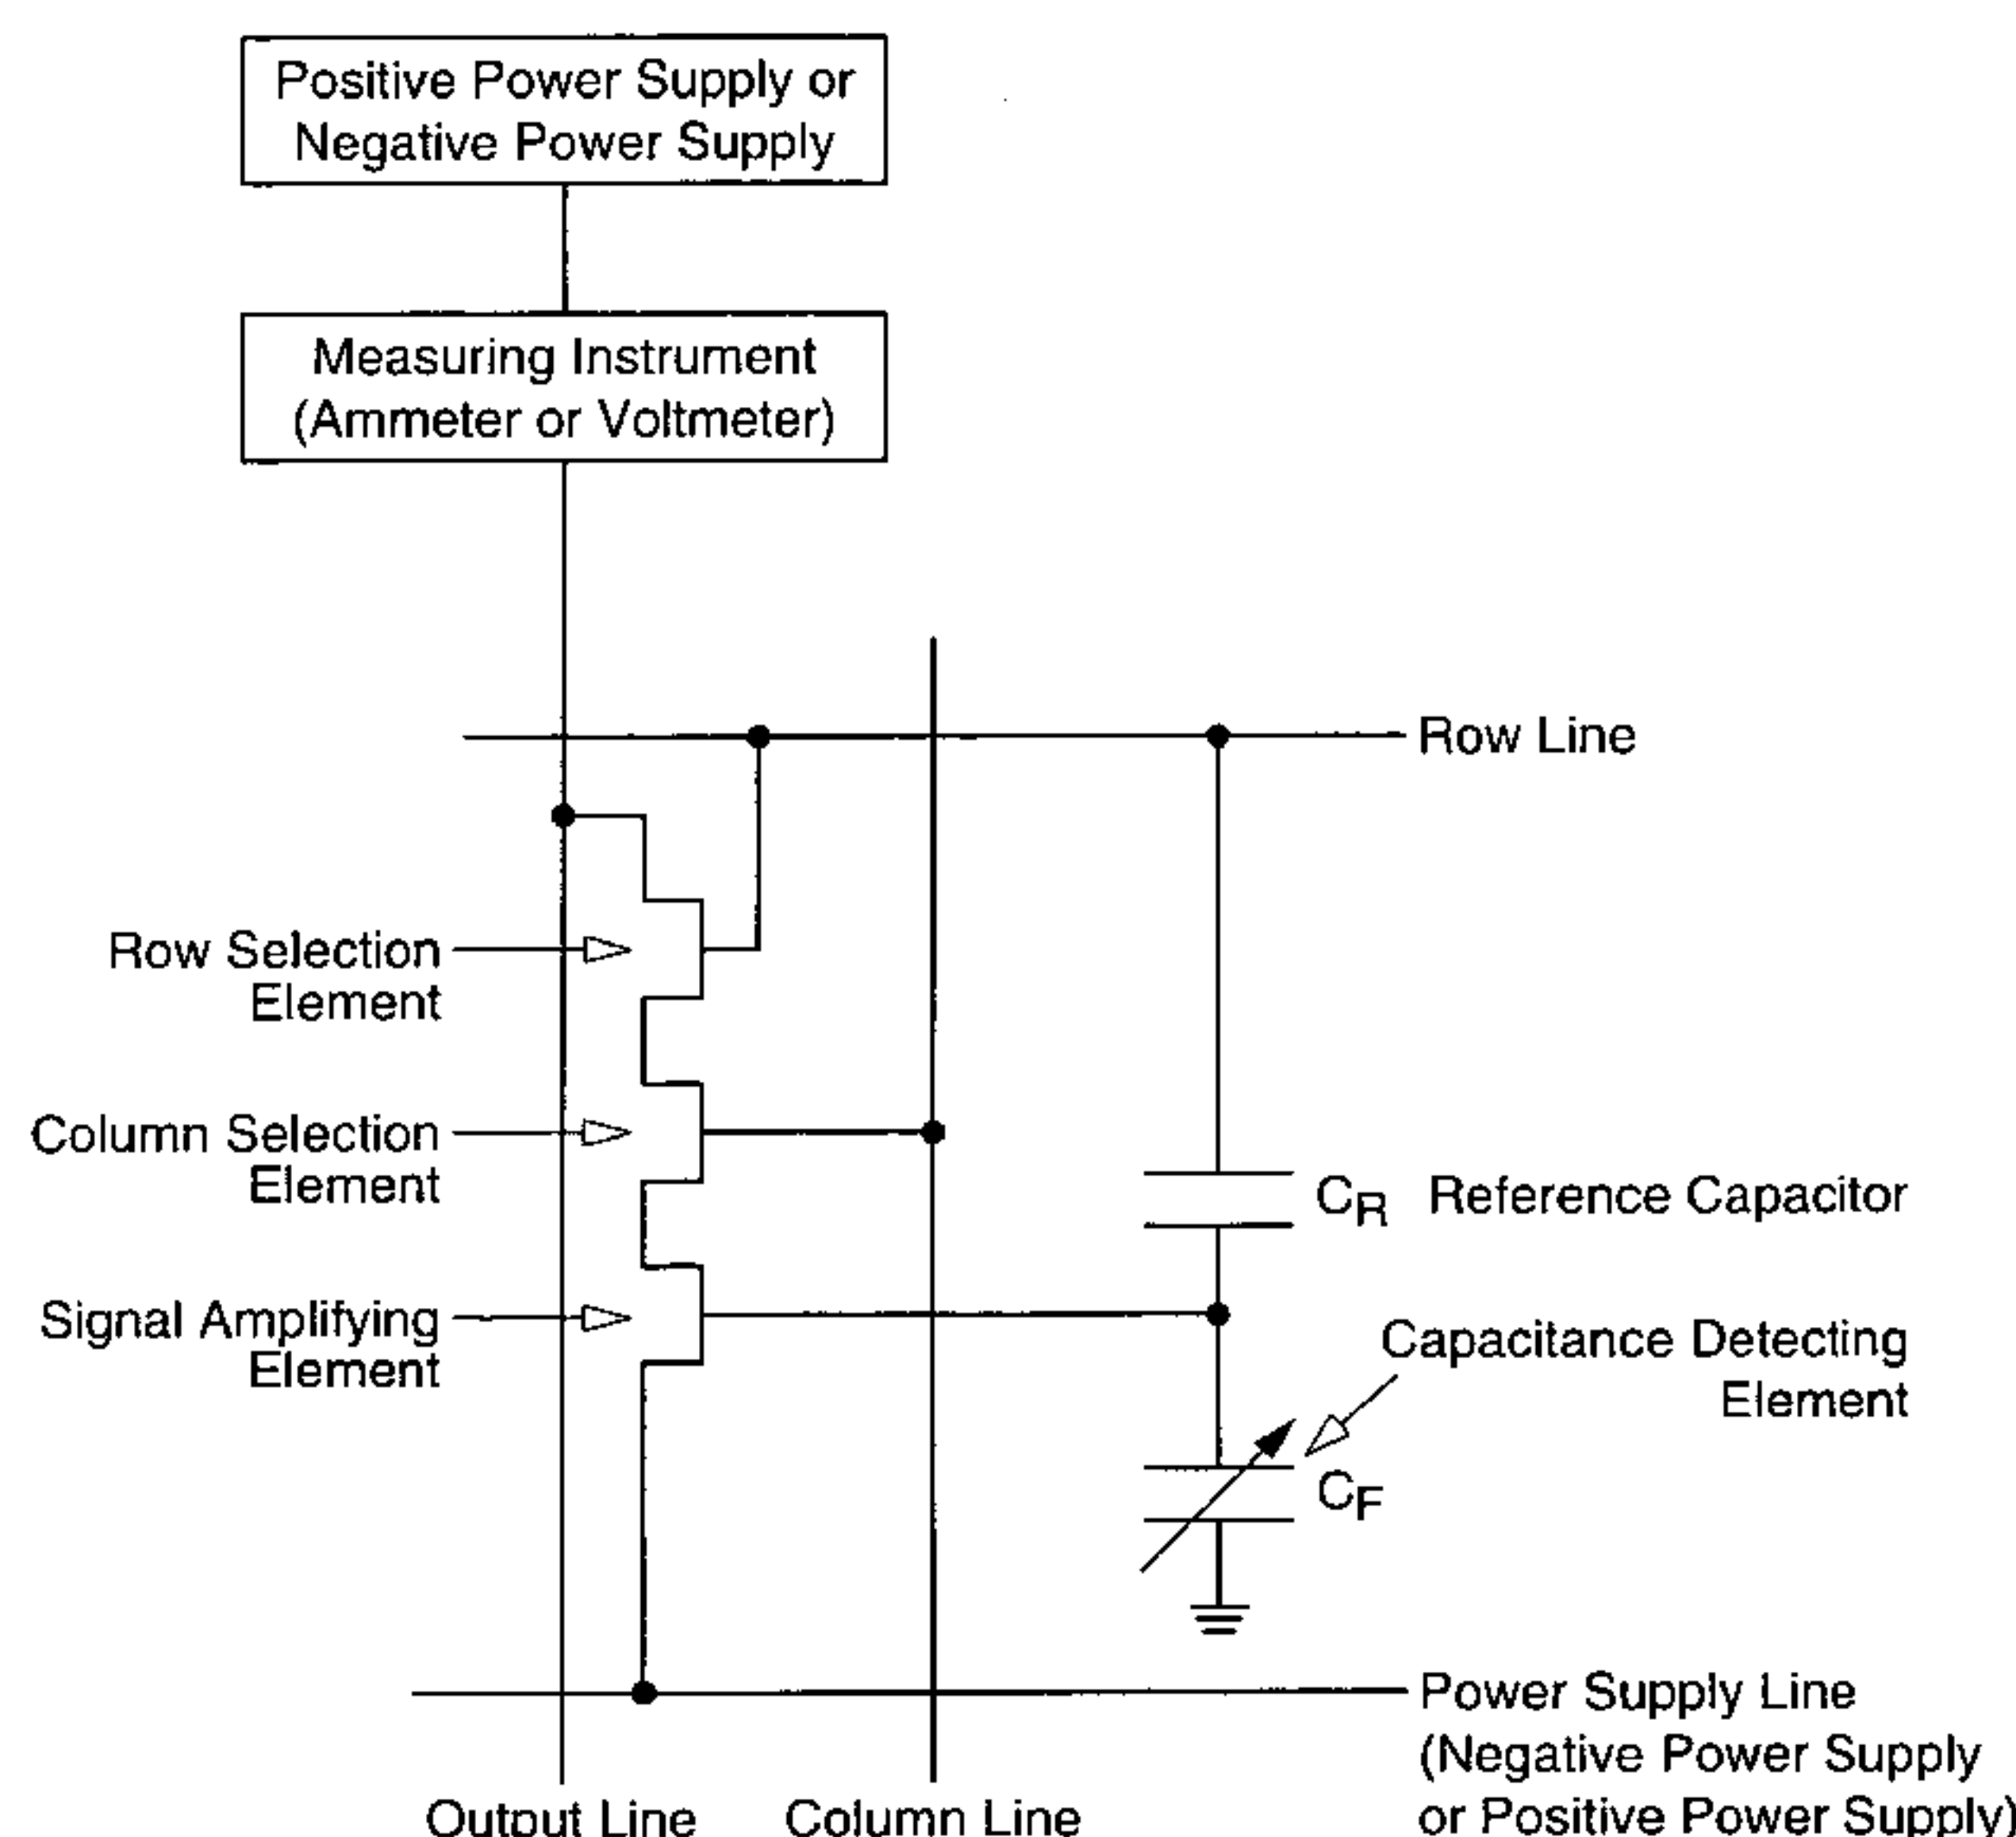 Positive Power Supply or
Negative Power Supply
Measuring Instrument
(Ammeter or Voltmeter)
Row Line
Row Selection
Element
Column Selection
Element
CR Reference Capacitor
Signal Amplifying
Element
Capacitance Detecting
Element
CF
Power Supply Line
(Negative Power Supply
or Positive Power Supply)
Output Line
Column Line